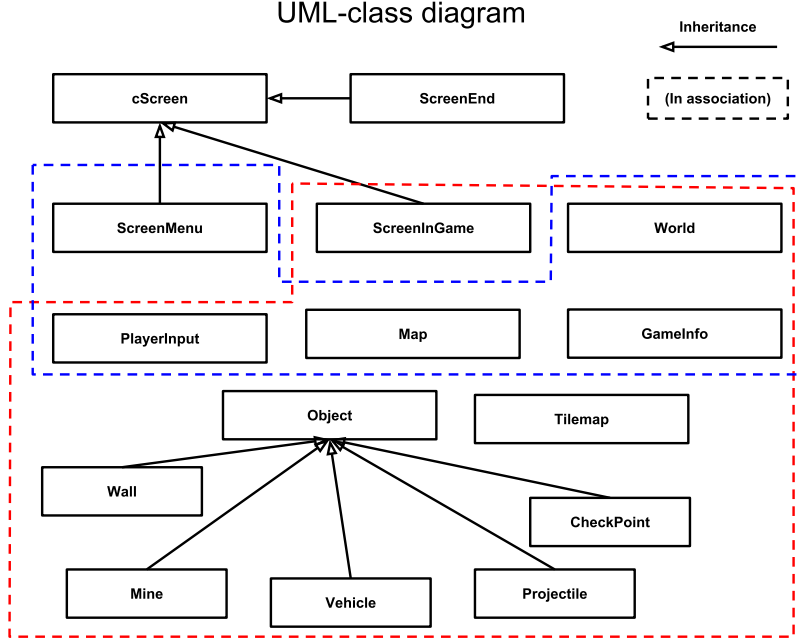 UML-class diagram
Inheritance
(In association)
cScreen
ScreenEnd
ScreenMenu
ScreenInGame
World
PlayerInput
Map
GameInfo
Object
Tilemap
Wall
CheckPoint
Mine
Vehicle
Projectile